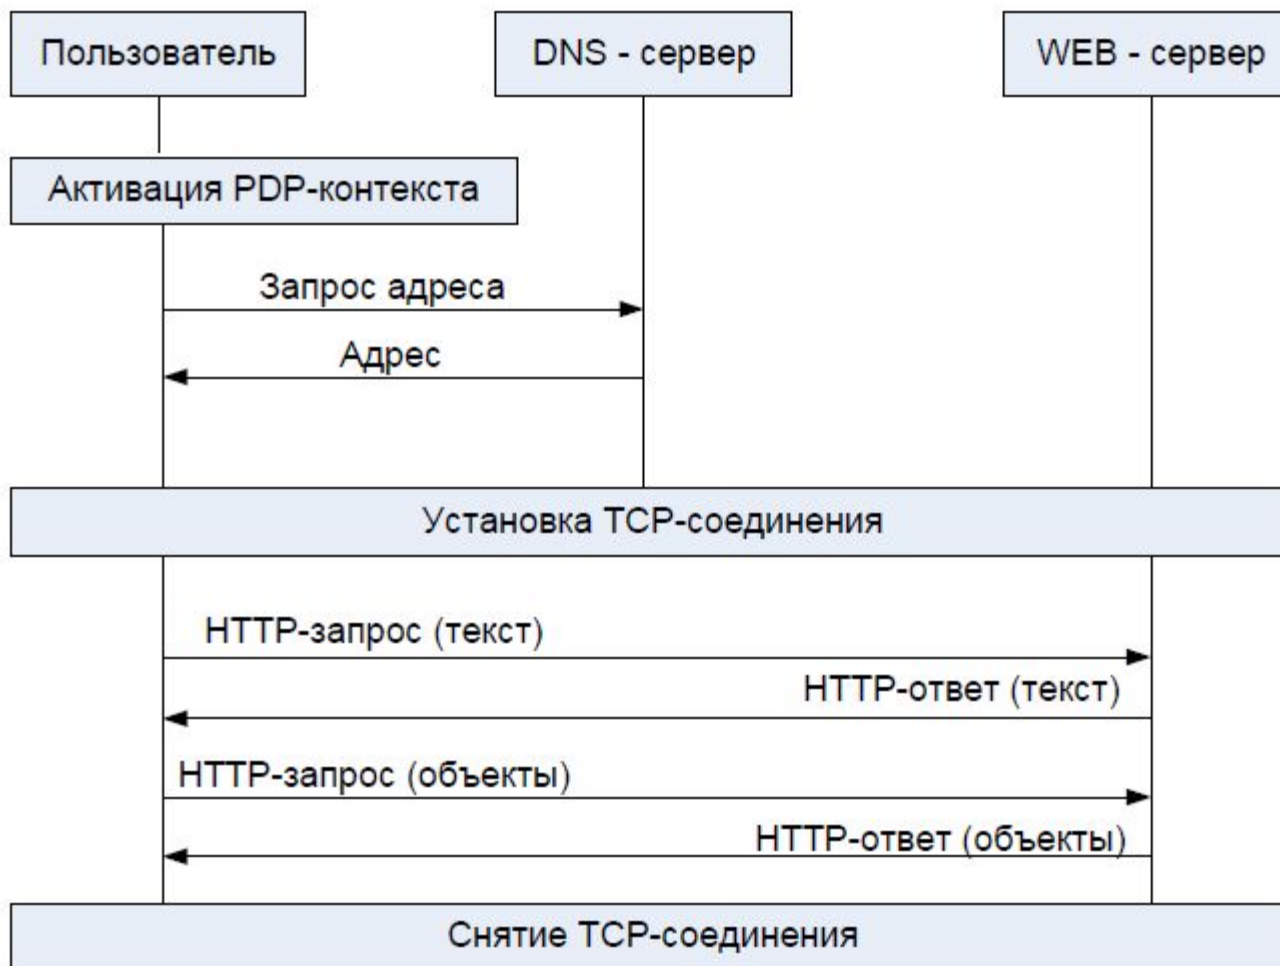 Пользователь
DNS - сервер
WEB - сервер
Активация PDP-контекста
Запрос адреса
Адрес
Установка TCP-соединения
HTTP-запрос (текст)
HTTP-ответ (текст)
HTTP-запрос (объекты)
HTTP-ответ (объекты)
Снятие TCP-соединения